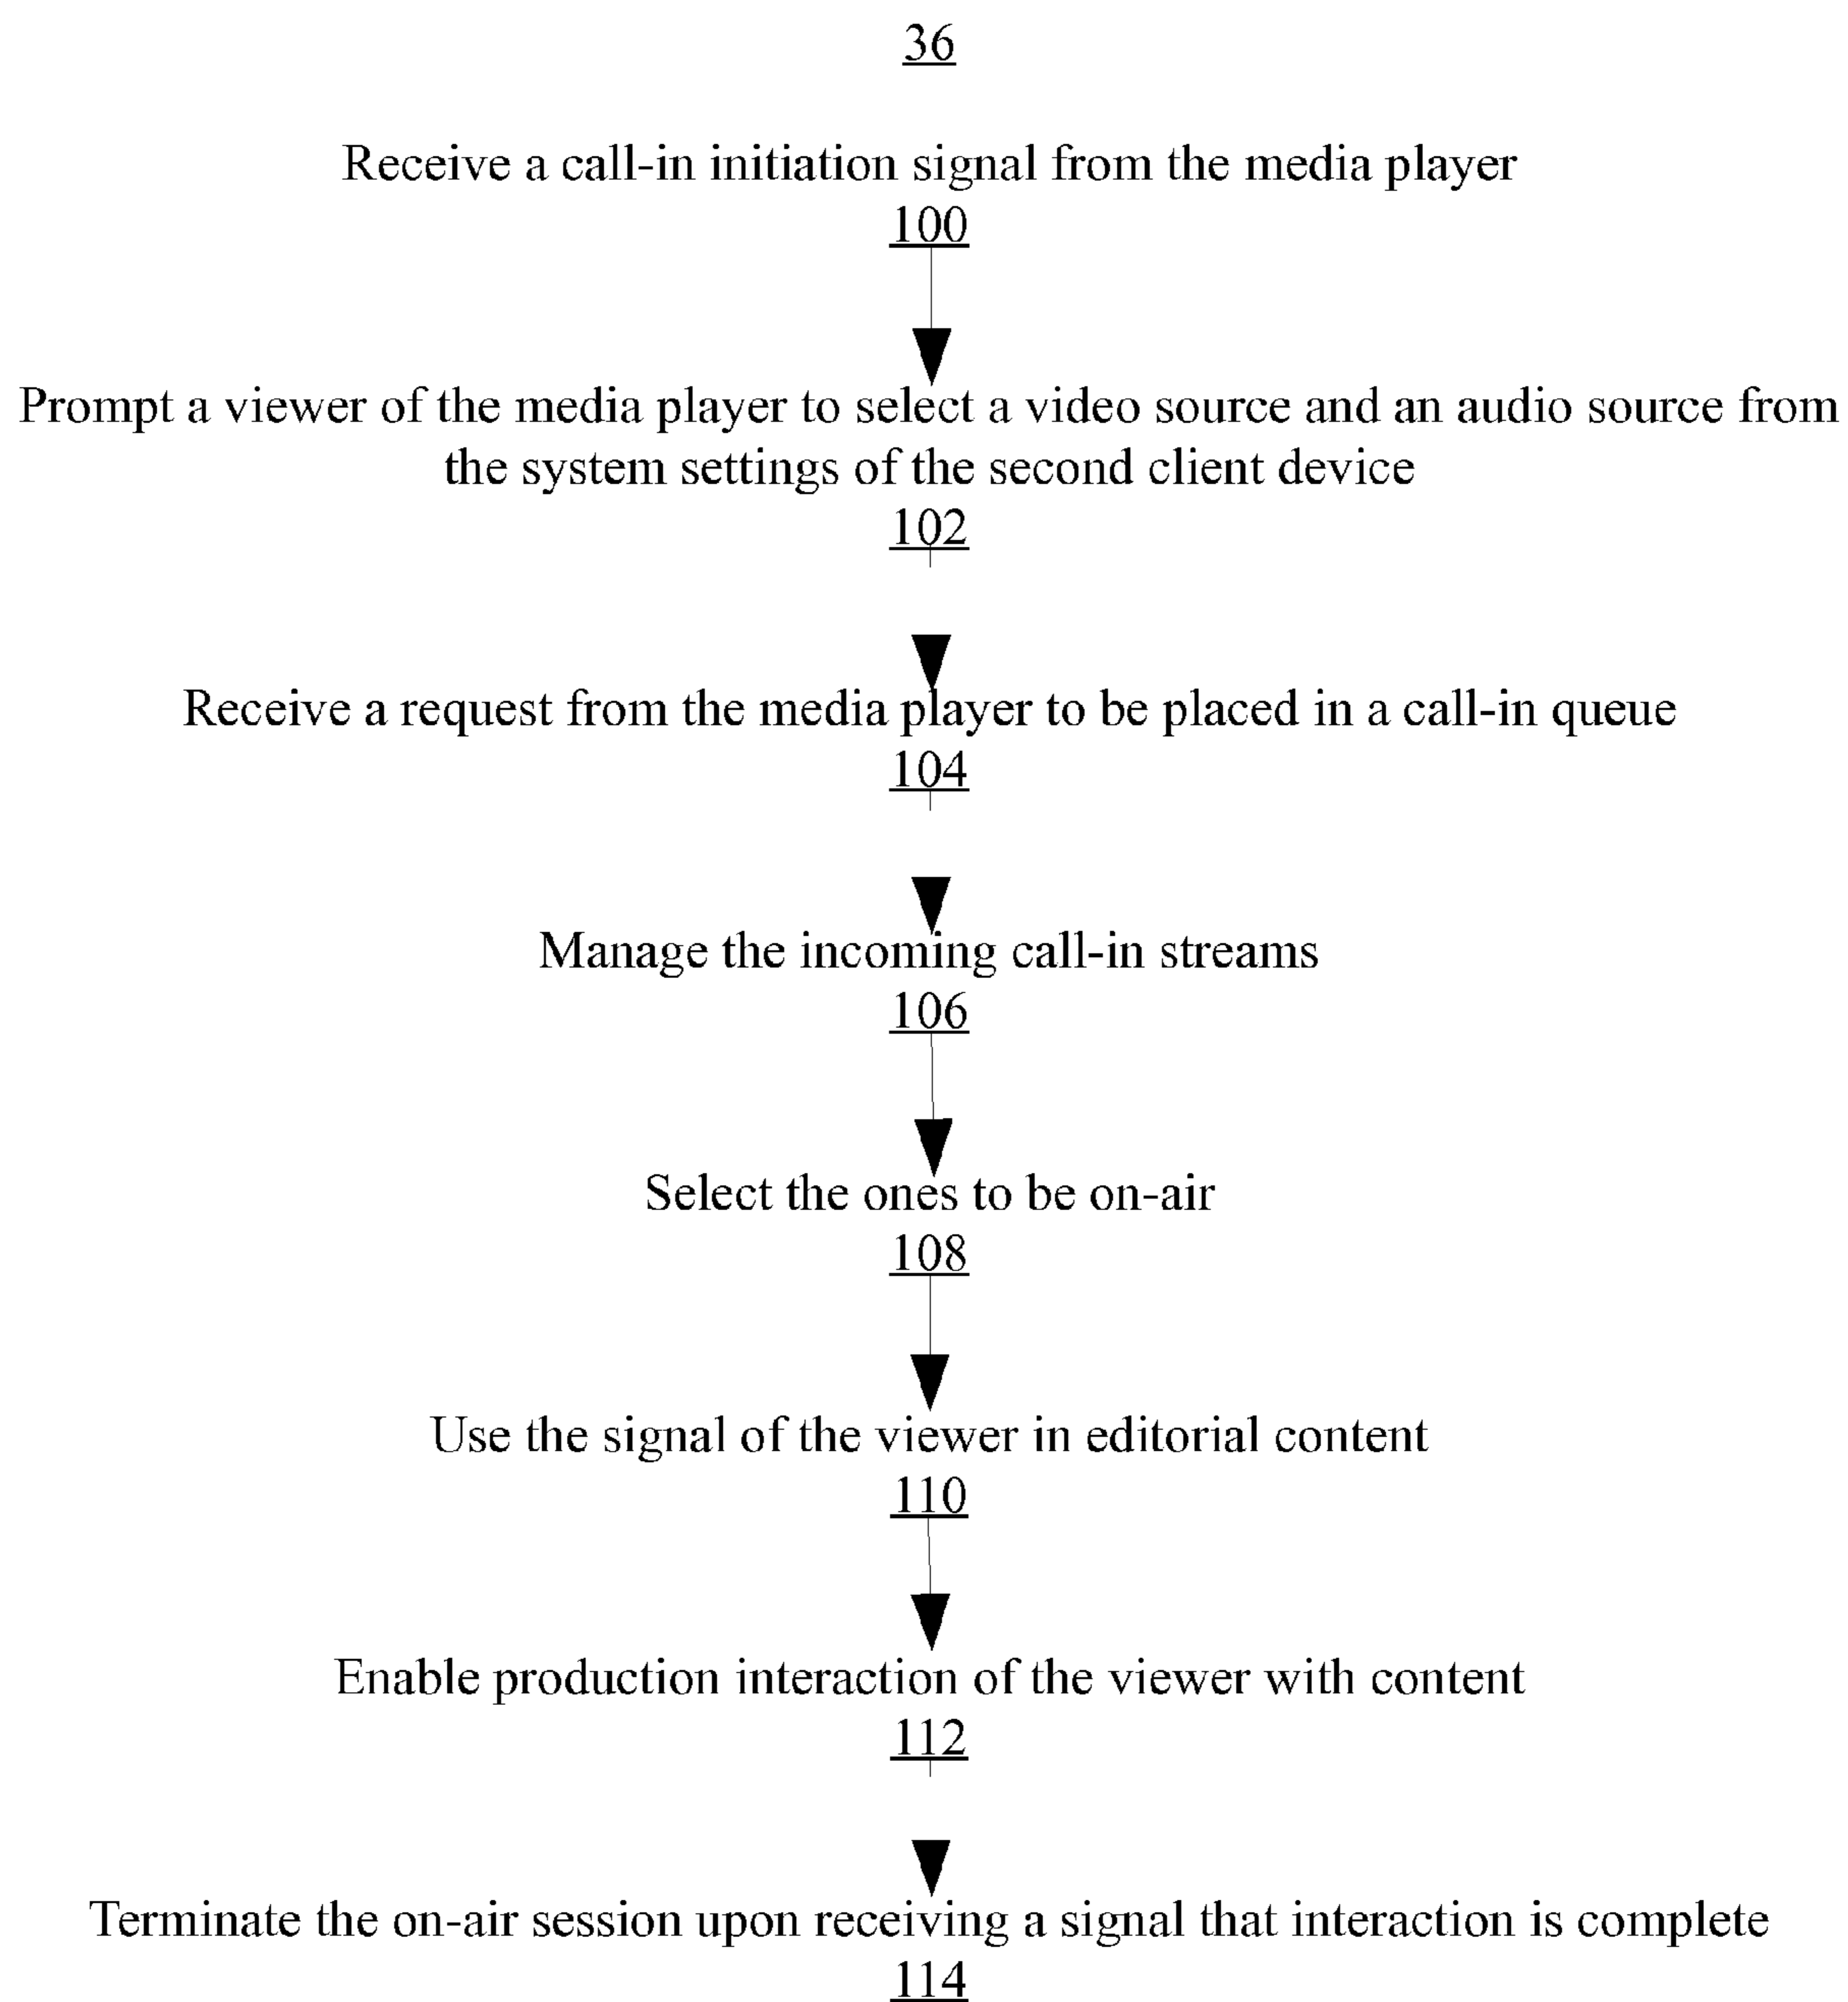 36
Receive a call-in initiation signal from the media player
100
Prompt a viewer of the media player to select a video source and an audio source from
the system settings of the second client device
102
Receive a request from the media player to be placed in a call-in queue
104
Manage the incoming call-in streams
106
Select the ones to be on-air
108
Use the signal of the viewer in editorial content
110
Enable production interaction of the viewer with content
112
Terminate the on-air session upon receiving a signal that interaction is complete
114